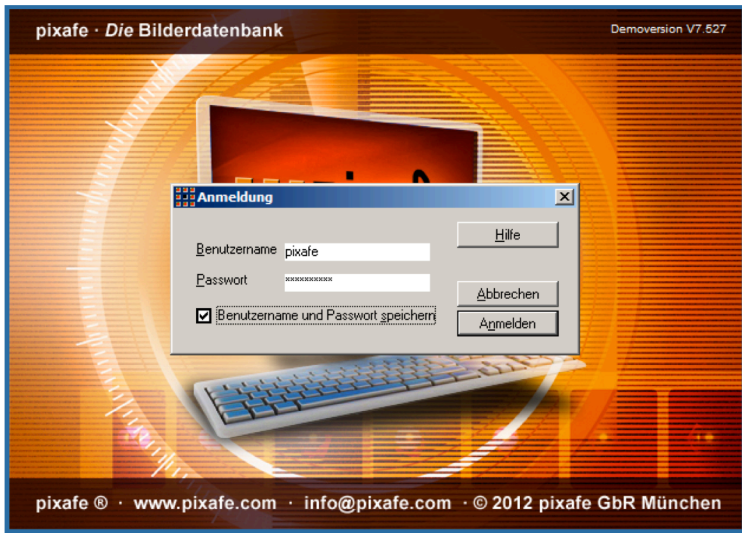 pixafe · Die Bilderdatenbank
Demoversion V7.527
Anmeldung
Benutzername pixafe
Hilfe
Passwort **********
Abbrechen
Benutzername und Passwort speichern
Anmelden
pixafe ® · www.pixafe.com · info@pixafe.com · © 2012 pixafe GbR München